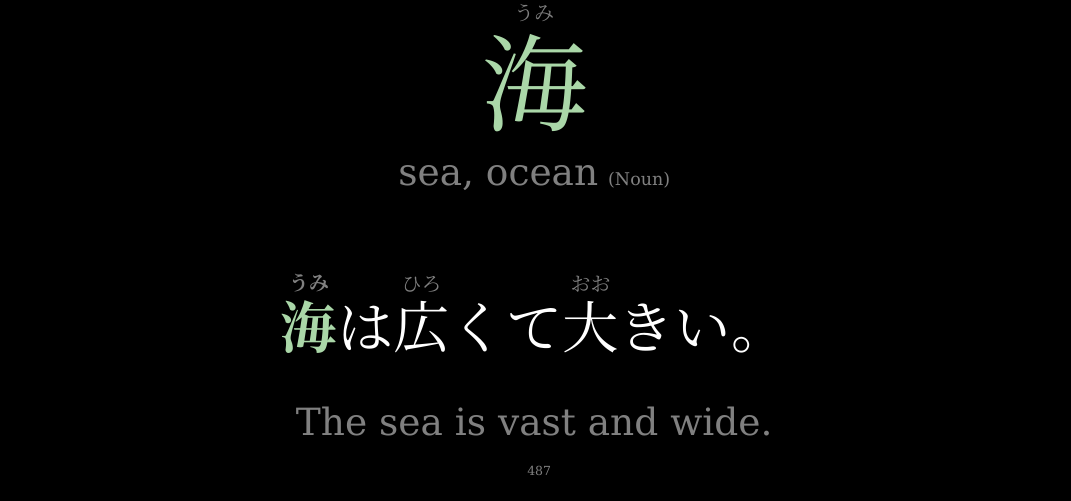 うみ
海
sea, ocean (Noun)
うみ ひろ おお
海は広くて大きい。
The sea is vast and wide.
487